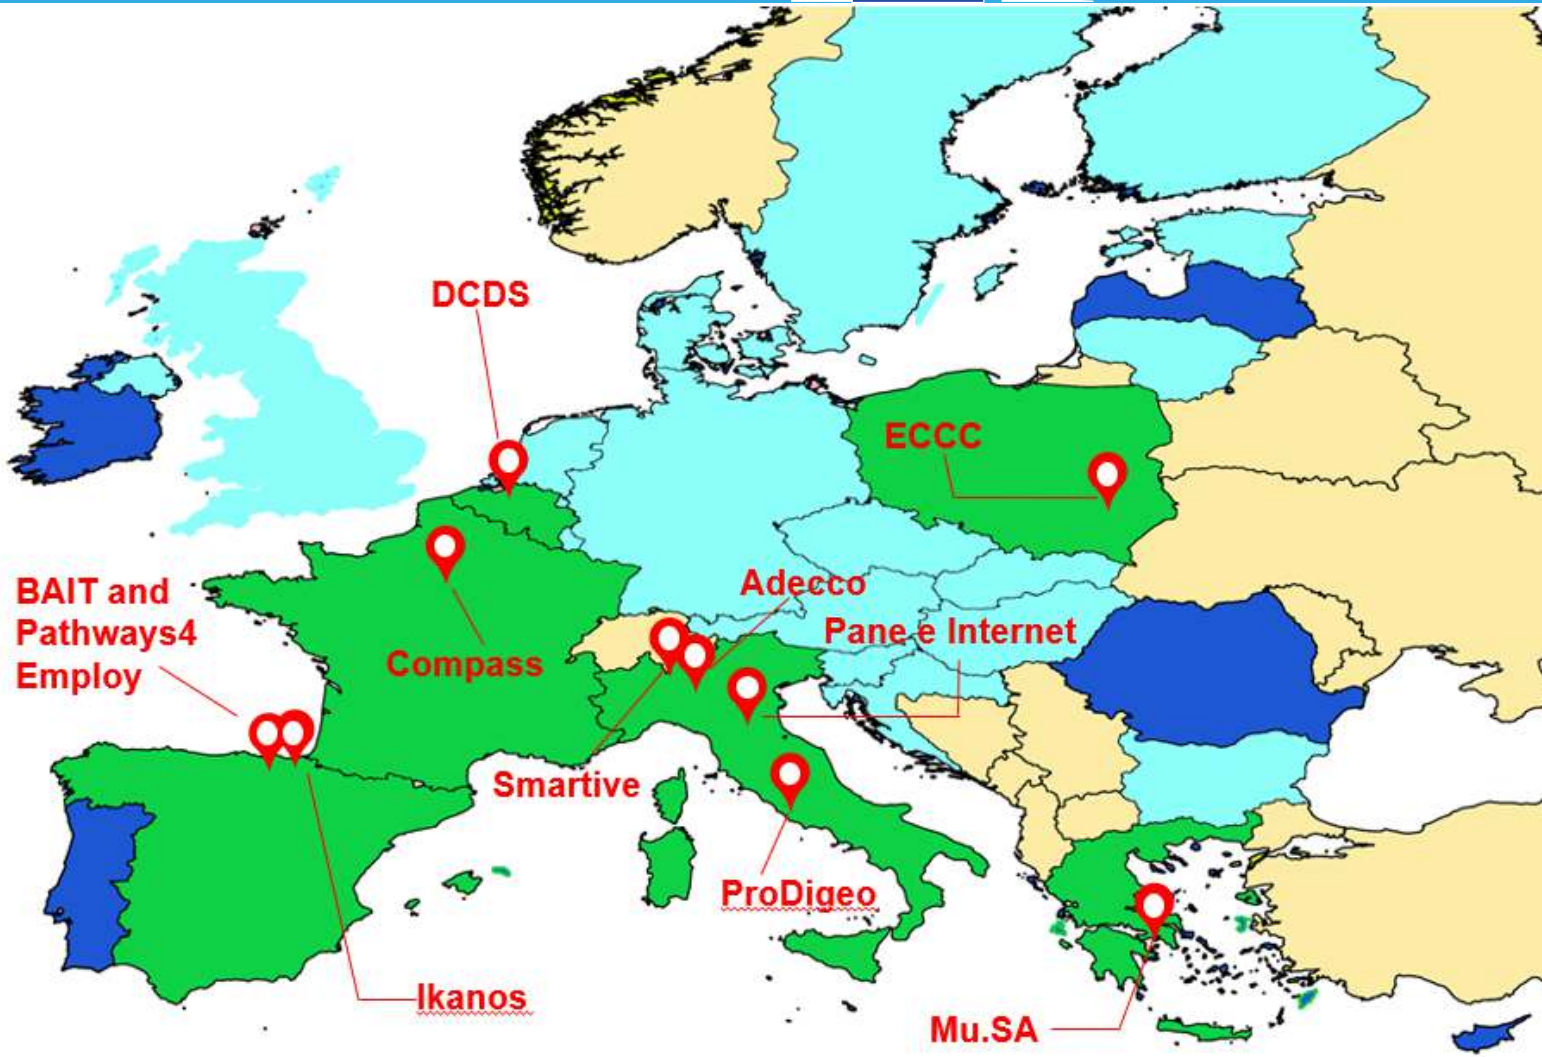 DCDS
ECCC
BAIT and
Pathways4
Employ
Adecco
Pane e Internet
Compass
Smartive
ProDigeo
Ikanos
Mu.SA